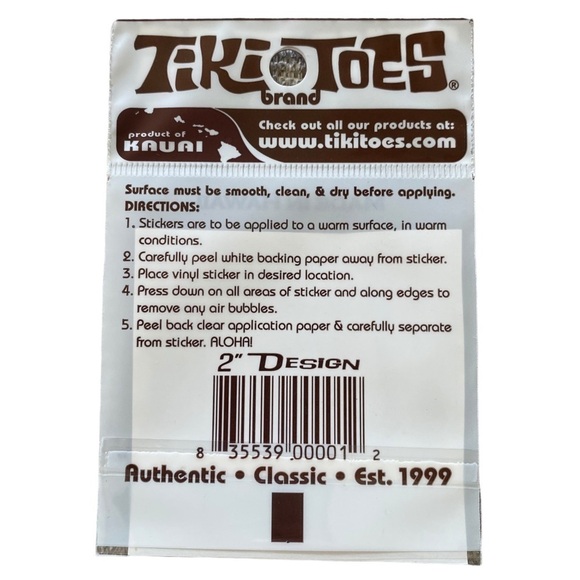 TIKI TOES®
brand
product of
KAUAI
Check out all our products at:
www.tikitoes.com
Surface must be smooth, clean, & dry before applying.
DIRECTIONS:
1. Stickers are to be applied to a warm surface, in warm
conditions.
2. Carefully peel white backing paper away from sticker.
3. Place vinyl sticker in desired location.
4. Press down on all areas of sticker and along edges to
remove any air bubbles.
5. Peel back clear application paper & carefully separate
from sticker. ALOHA!
2" DESIGN
8 35539 00001 2
Authentic • Classic • Est. 1999